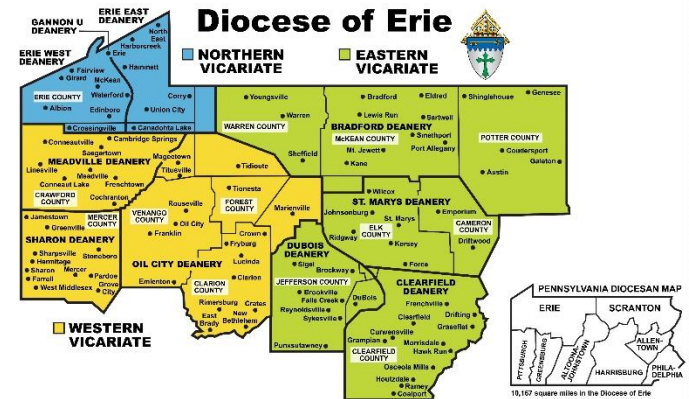 Diocese of Erie
GANNON U
DEANERY
ERIE EAST
DEANERY
ERIE WEST
DEANERY
NORTHERN
VICARIATE
EASTERN
VICARIATE
North
East
Harborcreek
Erie
Fairview
Girard
McKean
Hammett
ERIE COUNTY
Waterford
Albion
Edinboro
Corry
Union City
Crossingville
Canadohta Lake
Youngsville
Warren
WARREN COUNTY
Sheffield
Bradford
Eldred
Lewis Run
Sartwell
BRADFORD DEANERY
McKEAN COUNTY
Smethport
Mt. Jewett
Port Allegany
Kane
Shinglehouse
Genesee
POTTER COUNTY
Coudersport
Galeton
Austin
Conneautville
Cambridge Springs
Saegertown
MEADVILLE DEANERY
Mageetown
Titusville
Linesville
Meadville
Conneaut Lake
Frenchtown
CRAWFORD
COUNTY
Cochranton
Tidioute
Tionesta
Rouseville
FOREST
COUNTY
Marienville
VENANGO
COUNTY
Oil City
Franklin
Crown
Fryburg
Lucinda
OIL CITY DEANERY
Emlenton
CLARION
COUNTY
Clarion
Rimersburg
Crates
East
Brady
New
Bethlehem
Jamestown
MERCER
COUNTY
Greenville
SHARON DEANERY
Stoneboro
Sharpsville
Hermitage
Sharon
Mercer
Pardoe
Farrell
Grove
City
West Middlesex
WESTERN
VICARIATE
Wilcox
ST. MARYS DEANERY
Johnsonburg
St. Marys
Emporium
ELK
COUNTY
CAMERON
COUNTY
Ridgway
Kersey
Driftwood
Force
DUBOIS
DEANERY
Sigel
Brockway
JEFFERSON COUNTY
Brookville
Falls Creek
DuBois
Reynoldsville
Sykesville
Punxsutawney
CLEARFIELD
DEANERY
Frenchville
Clearfield
Drifting
Grassflat
Curwensville
Grampian
Morrisdale
Hawk Run
CLEARFIELD
COUNTY
Osceola Mills
Houtzdale
Ramey
Coalport
PENNSYLVANIA DIOCESAN MAP
ERIE
SCRANTON
PITTSBURGH
GREENSBURG
ALTOONA-
JOHNSTOWN
HARRISBURG
ALLEN-
TOWN
PHILA-
DELPHIA
10,167 square miles in the Diocese of Erie